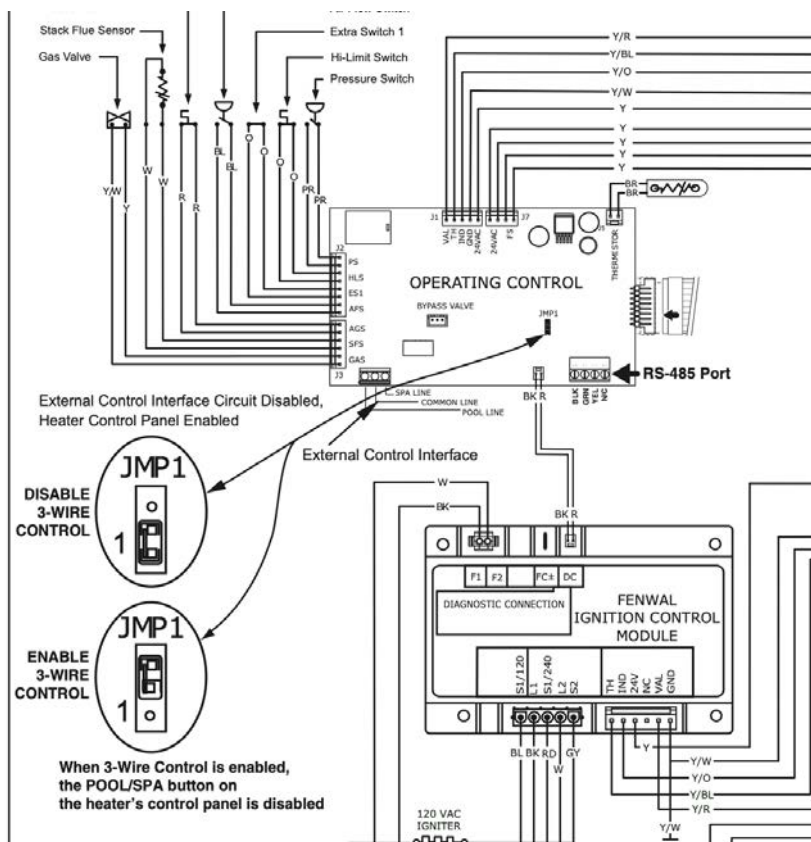 Stack Flue Sensor
Gas Valve
Extra Switch 1
Hi-Limit Switch
Pressure Switch
Y/R
Y/BL
Y/O
Y/W
Y
Y
Y
Y
Y
BR
BR
W
W
R
R
BL
BL
O
O
O
O
PR
PR
Y/W
Y
J1
VAL
TH
IND
GND
24VAC
24VAC
FS
J7
J5
THERMISTOR
J2
PS
HLS
ES1
AFS
AGS
SFS
GAS
J3
OPERATING CONTROL
BYPASS VALVE
JMP1
SPA LINE
COMMON LINE
POOL LINE
BK R
BLK
GRN
YEL
N/C
RS-485 Port
External Control Interface Circuit Disabled,
Heater Control Panel Enabled
External Control Interface
JMP1
1
DISABLE
3-WIRE
CONTROL
JMP1
1
ENABLE
3-WIRE
CONTROL
When 3-Wire Control is enabled,
the POOL/SPA button on
the heater's control panel is disabled
W
BK
BK R
F1
F2
FC±
DC
DIAGNOSTIC CONNECTION
FENWAL
IGNITION CONTROL
MODULE
S1/120
L1
S1/240
L2
S2
TH
IND
24V
NC
VAL
GND
BL
BK
RD
W
GY
Y
Y/W
Y/O
Y/BL
Y/R
Y/W
120 VAC
IGNITER